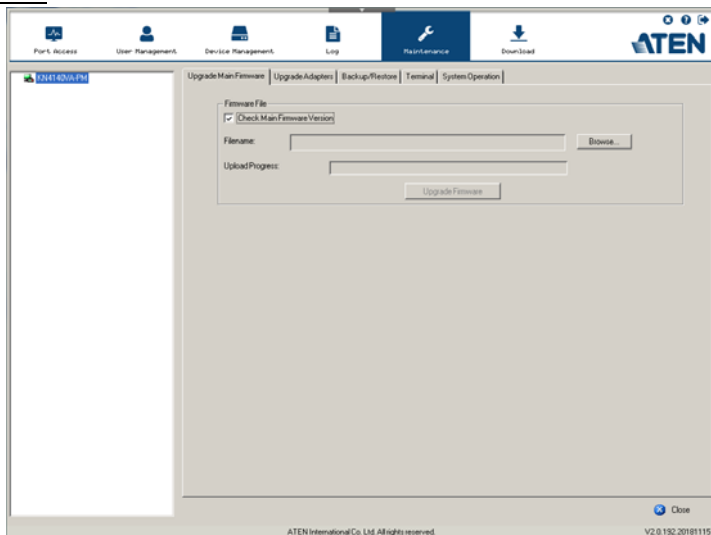 Port Access User Management Device Management Log Maintenance Download ATEN
KN4140VA-PM
Upgrade Main Firmware Upgrade Adapters Backup/Restore Terminal System Operation
Firmware File
Check Main Firmware Version
Filename: Browse...
Upload Progress:
Upgrade Firmware
Close
ATEN International Co. Ltd. All rights reserved. V2.0.192.20181115